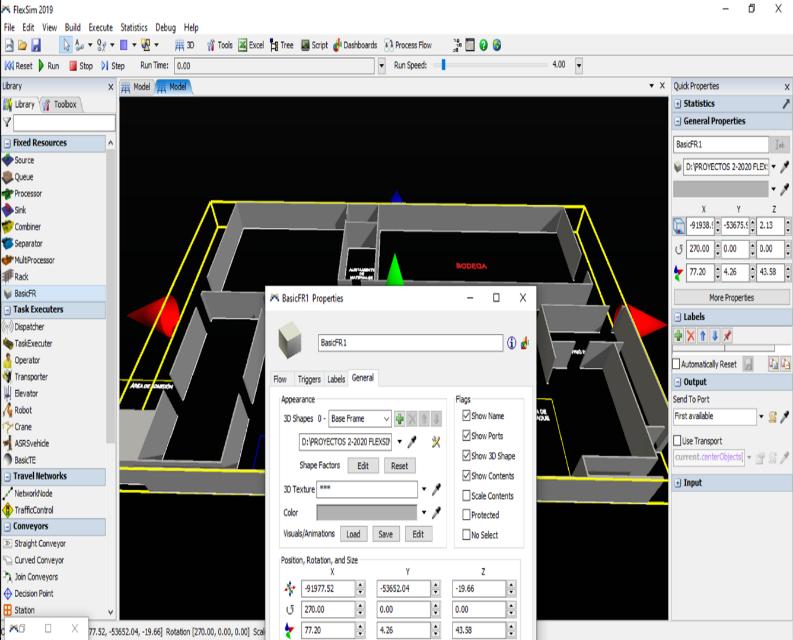 FlexSim 2019
File Edit View Build Execute Statistics Debug Help
3D Tools Excel Tree Script Dashboards Process Flow
Reset Run Stop Step Run Time: 0.00 Run Speed: 4.00
Library
Library Toolbox
Fixed Resources
Source
Queue
Processor
Sink
Combiner
Separator
MultiProcessor
Rack
BasicFR
Task Executers
Dispatcher
TaskExecuter
Operator
Transporter
Elevator
Robot
Crane
ASRSvehicle
BasicTE
Travel Networks
NetworkNode
TrafficControl
Conveyors
Straight Conveyor
Curved Conveyor
Join Conveyors
Decision Point
Station
Model Model
BODEGA
BasicFR1 Properties
BasicFR1
Flow Triggers Labels General
Appearance
3D Shapes 0 - Base Frame
D:\PROYECTOS 2-2020 FLEXSIM
Shape Factors Edit Reset
3D Texture ***
Color
Visuals/Animations Load Save Edit
Flags
Show Name
Show Ports
Show 3D Shape
Show Contents
Scale Contents
Protected
No Select
Position, Rotation, and Size
X Y Z
-91977.52 -53652.04 -19.66
270.00 0.00 0.00
77.20 4.26 43.58
Quick Properties
Statistics
General Properties
BasicFR1
D:\PROYECTOS 2-2020 FLEX
X Y Z
-91938. -53675. 2.13
270.00 0.00 0.00
77.20 4.26 43.58
More Properties
Labels
Automatically Reset
Output
Send To Port
First available
Use Transport
current.centerObjects[
Input
77.52, -53652.04, -19.66] Rotation [270.00, 0.00, 0.00]